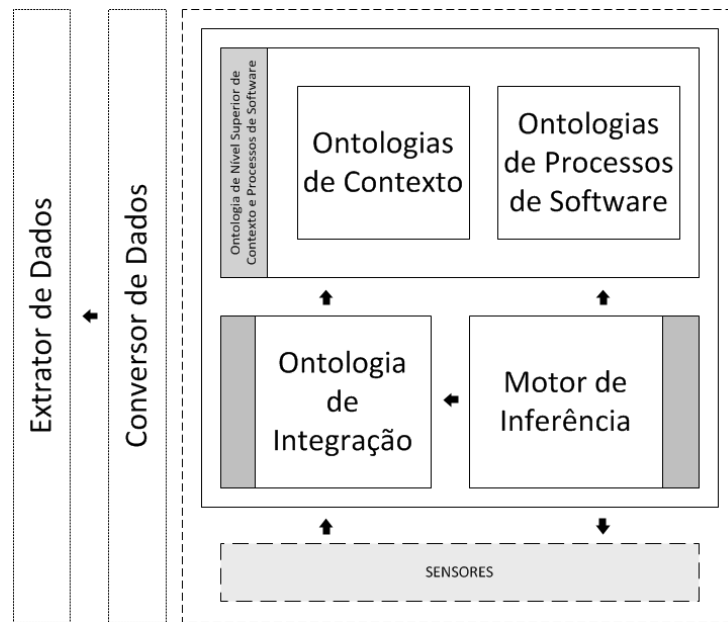 Extrator de Dados
Conversor de Dados
Ontologia de Nível Superior de
Contexto e Processos de Software
Ontologias
de Contexto
Ontologias
de Processos
de Software
Ontologia
de
Integração
Motor de
Inferência
SENSORES